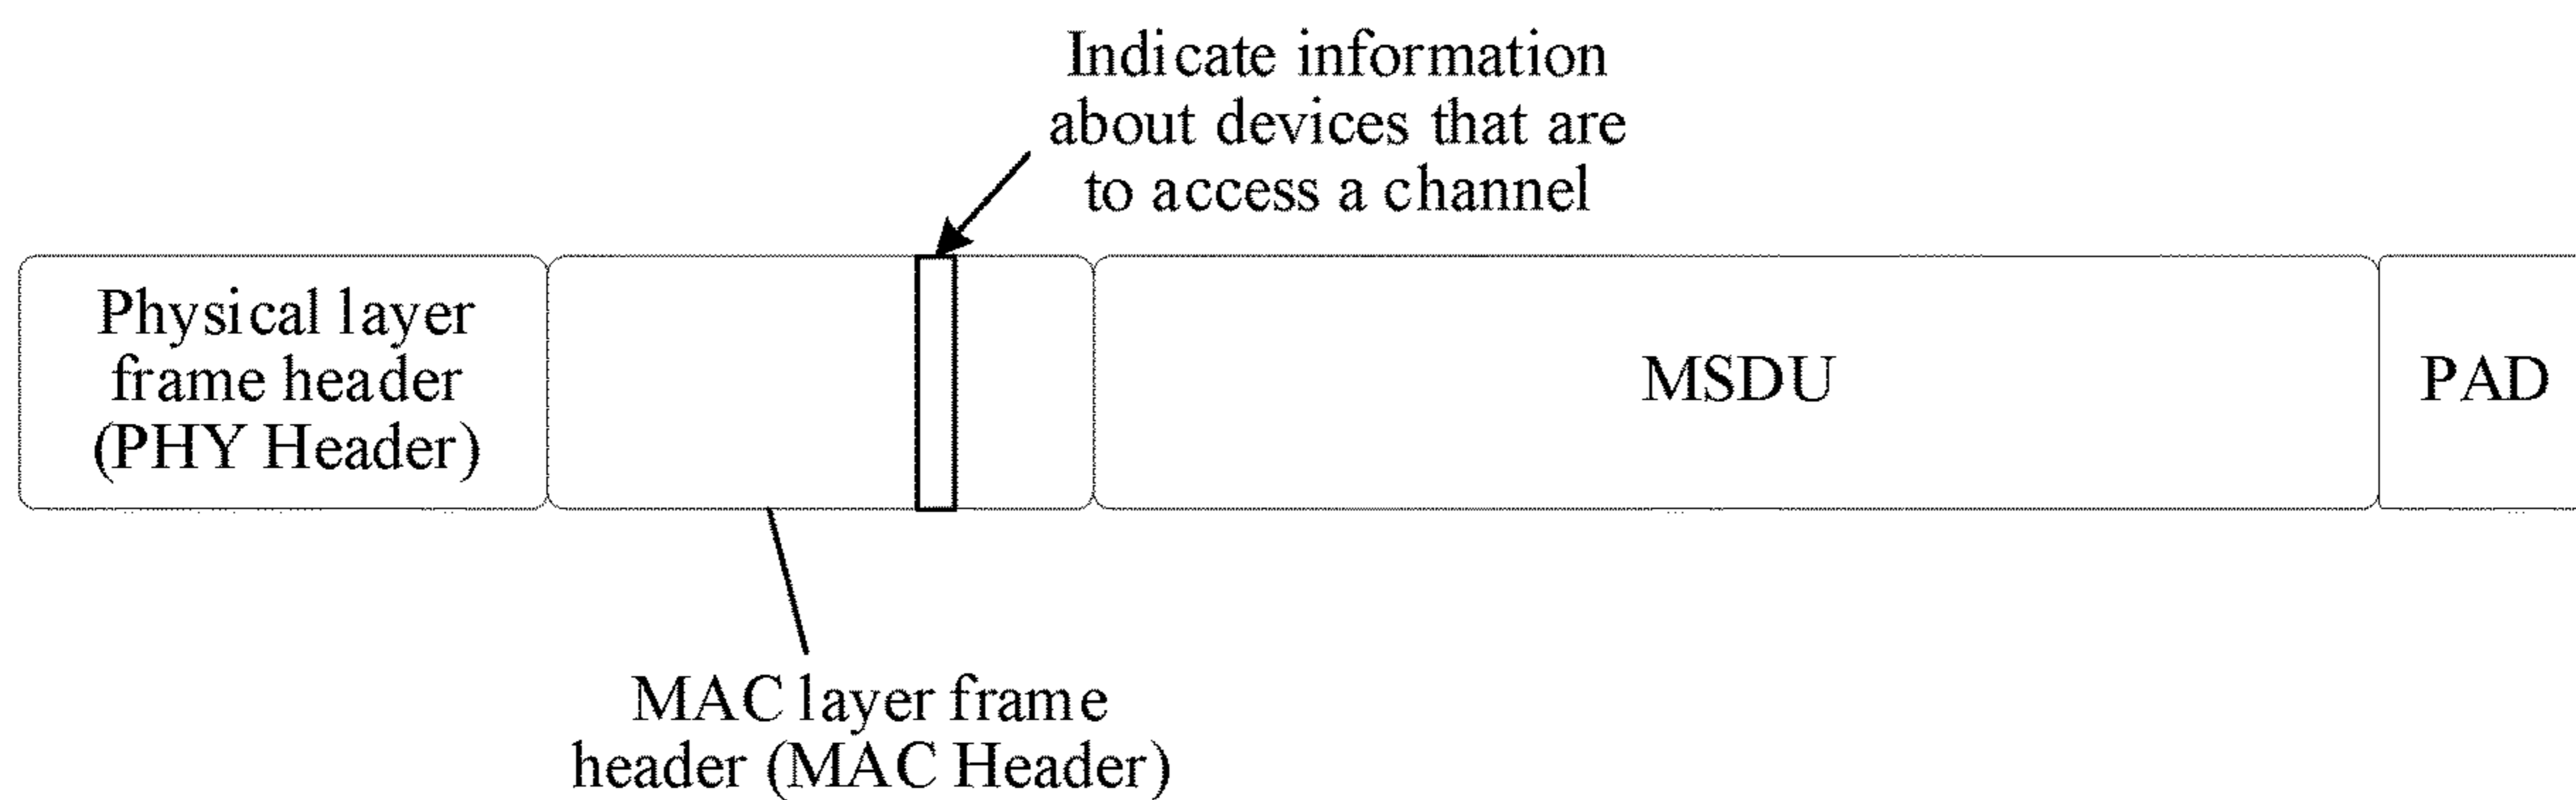 Indicate information
about devices that are
to access a channel
Physical layer
frame header
(PHY Header)
MSDU
PAD
MAC layer frame
header (MAC Header)